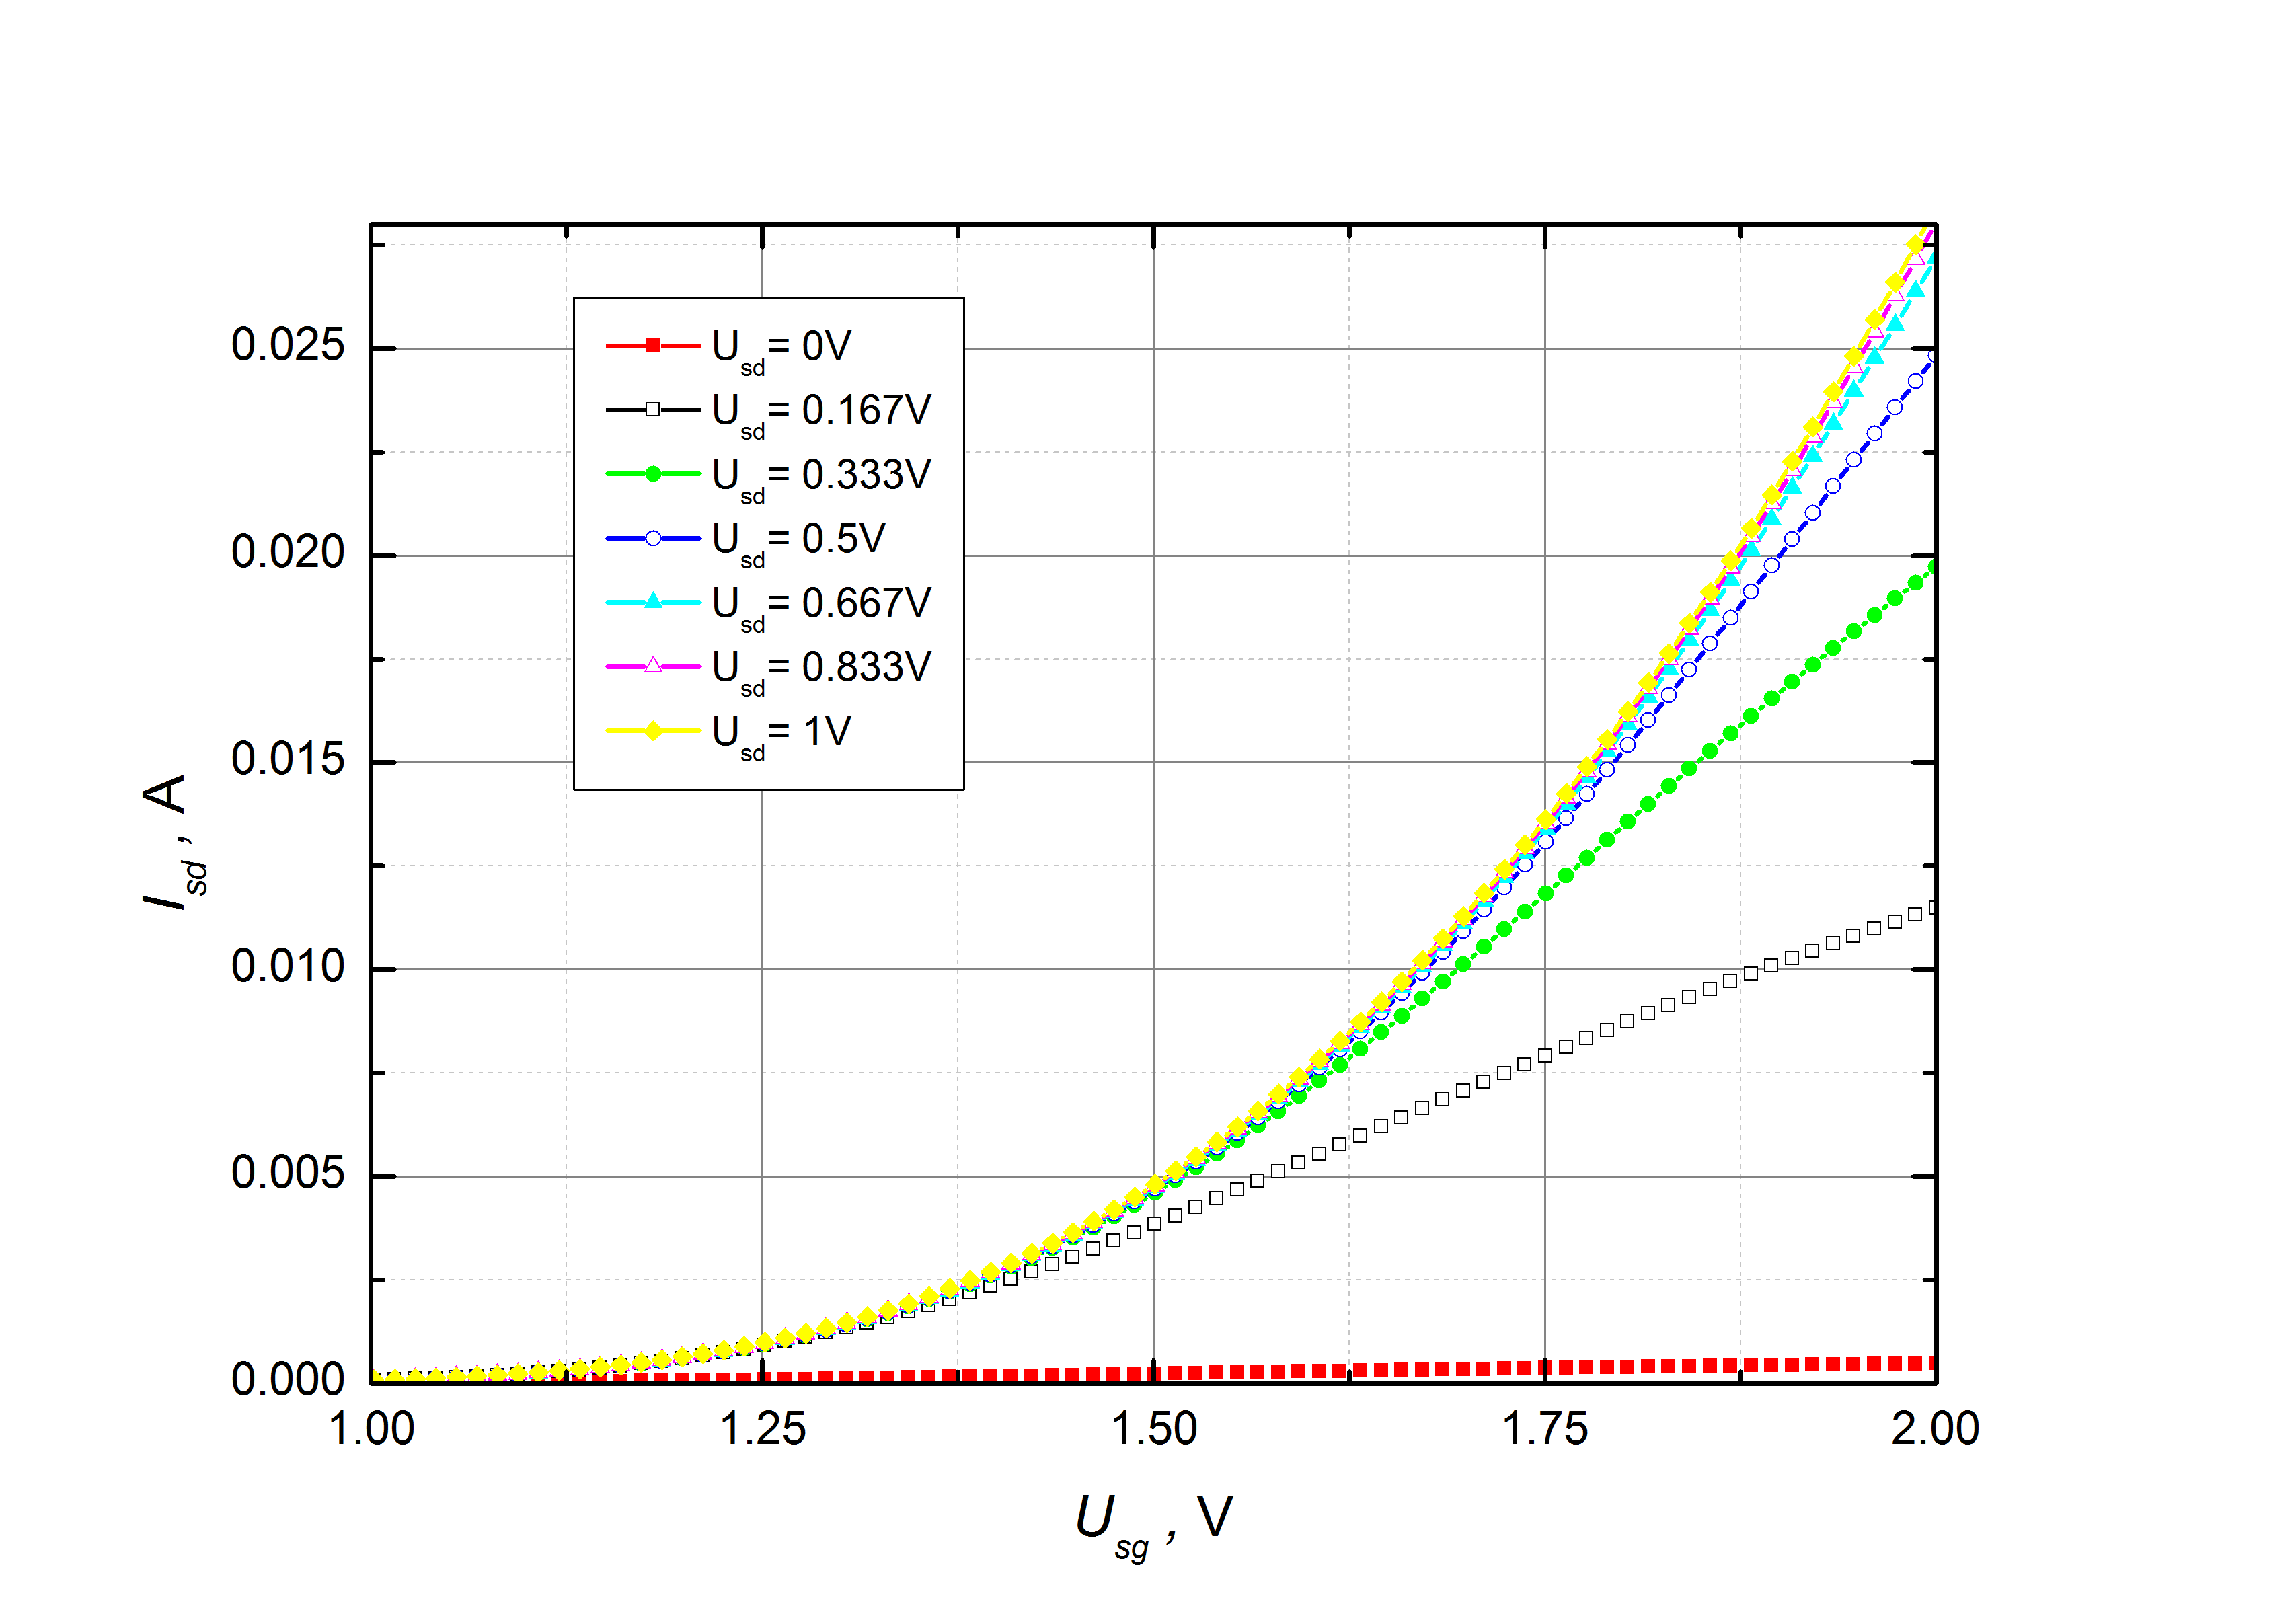 U_sd = 0V
U_sd = 0.167V
U_sd = 0.333V
U_sd = 0.5V
U_sd = 0.667V
U_sd = 0.833V
U_sd = 1V
0.025
0.020
0.015
0.010
0.005
0.000
I_sd , A
1.00 1.25 1.50 1.75 2.00
U_sg , V